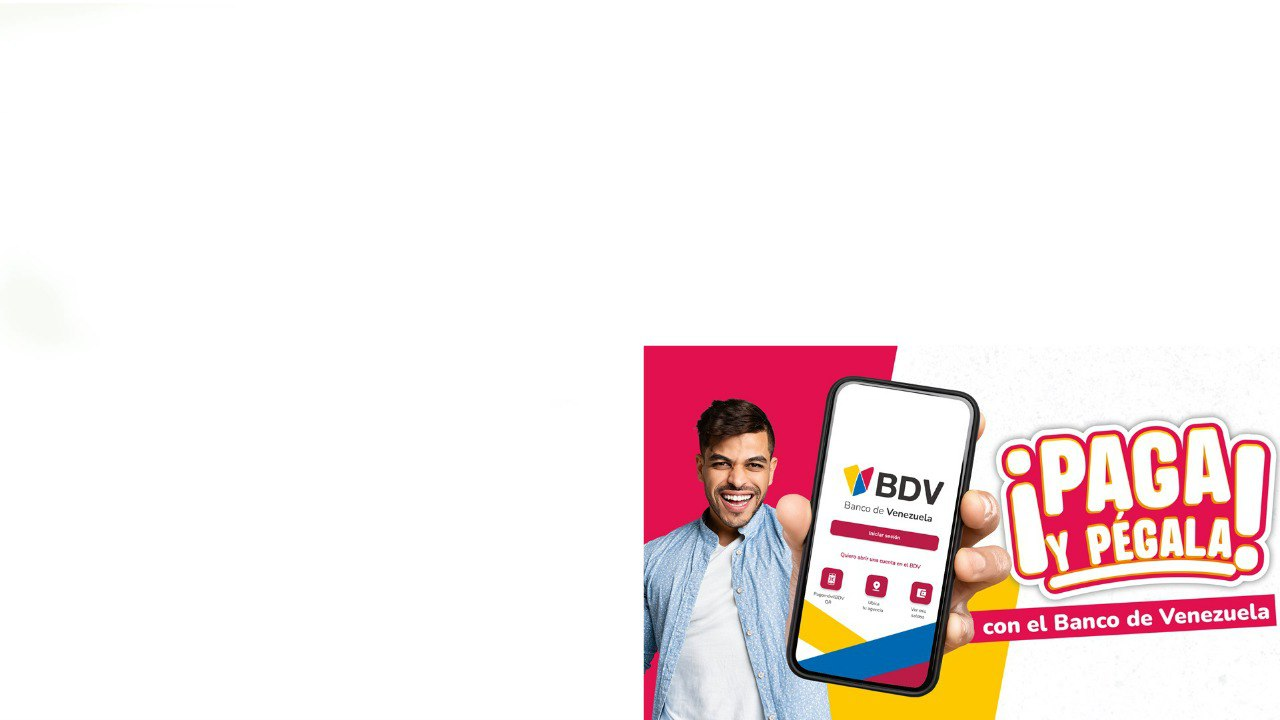 BDV
Banco de Venezuela
Iniciar sesión
Quiero abrir una cuenta en el BDV
PagomóvilBDV
QR
Ubica
tu agencia
Ver mis
saldos
¡PAGA
Y PÉGALA!
con el Banco de Venezuela